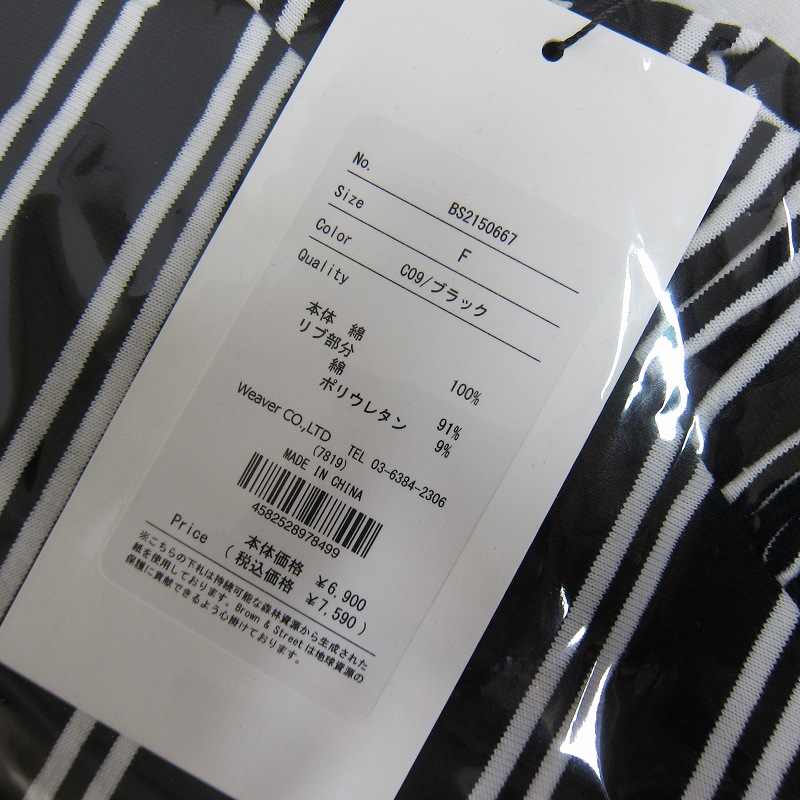 No. BS2150667
Size F
Color C09/ブラック
Quality
本体 綿 100%
リブ部分
綿 91%
ポリウレタン 9%
Weaver CO.,LTD TEL 03-6384-2306
(7819)
MADE IN CHINA
4582528978499
Price 本体価格 ¥6,900
(税込価格 ¥7,590)
※こちらの下札は持続可能な森林資源から生成された
紙を使用しております。Brown & Streetは地球資源の
保護に貢献できるよう心掛けております。